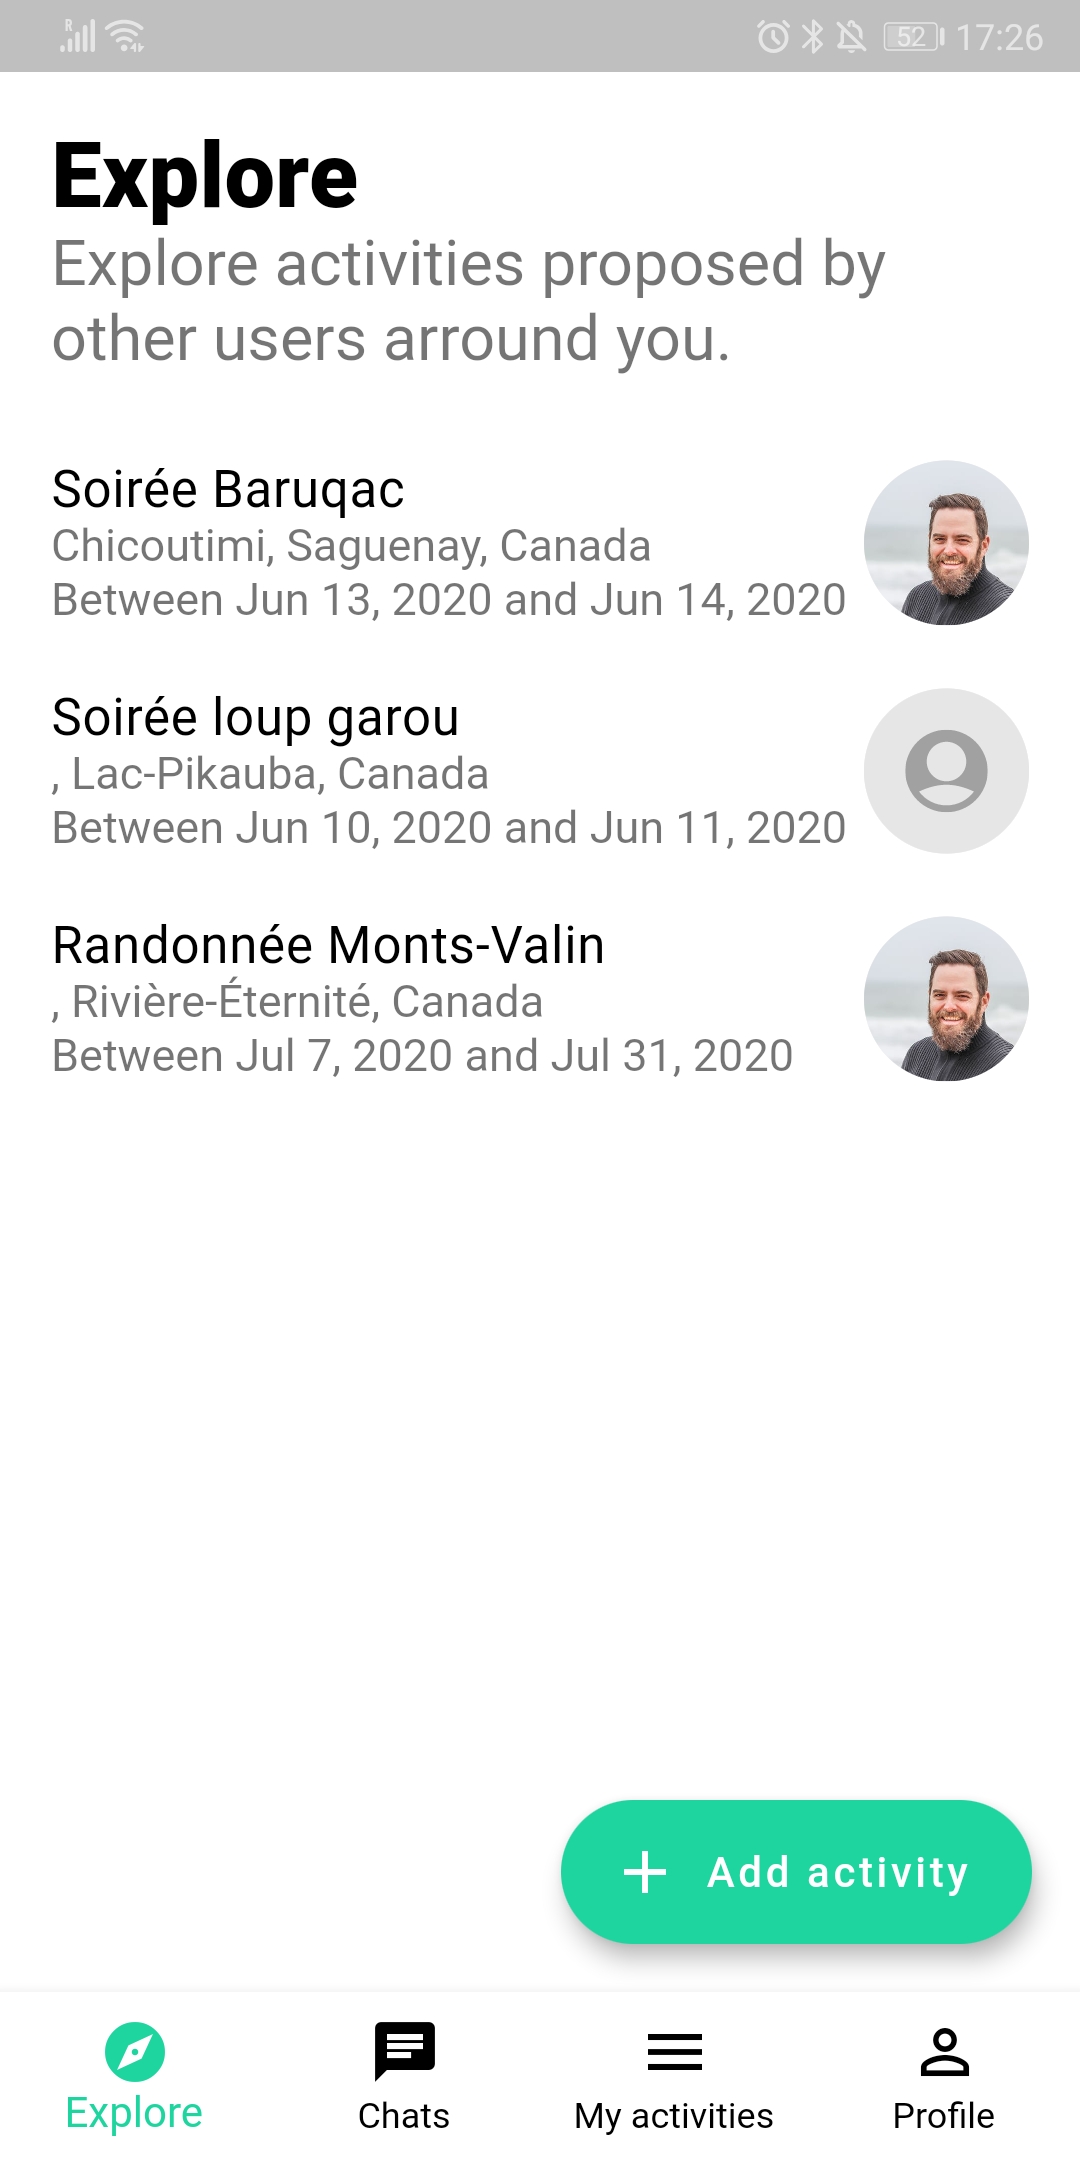 R
52 17:26
Explore
Explore activities proposed by
other users arround you.
Soirée Baruqac
Chicoutimi, Saguenay, Canada
Between Jun 13, 2020 and Jun 14, 2020
Soirée loup garou
, Lac-Pikauba, Canada
Between Jun 10, 2020 and Jun 11, 2020
Randonnée Monts-Valin
, Rivière-Éternité, Canada
Between Jul 7, 2020 and Jul 31, 2020
Add activity
Explore Chats My activities Profile